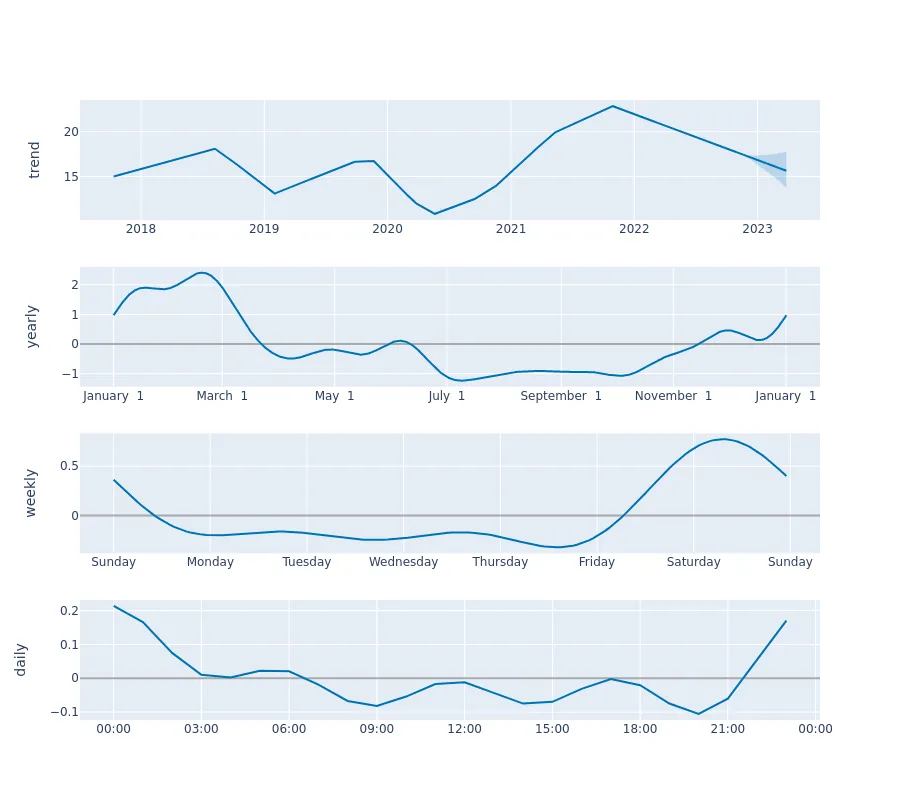 trend
20
15
2018 2019 2020 2021 2022 2023
yearly
2
1
0
−1
January 1 March 1 May 1 July 1 September 1 November 1 January 1
weekly
0.5
0
Sunday Monday Tuesday Wednesday Thursday Friday Saturday Sunday
daily
0.2
0.1
0
−0.1
00:00 03:00 06:00 09:00 12:00 15:00 18:00 21:00 00:00